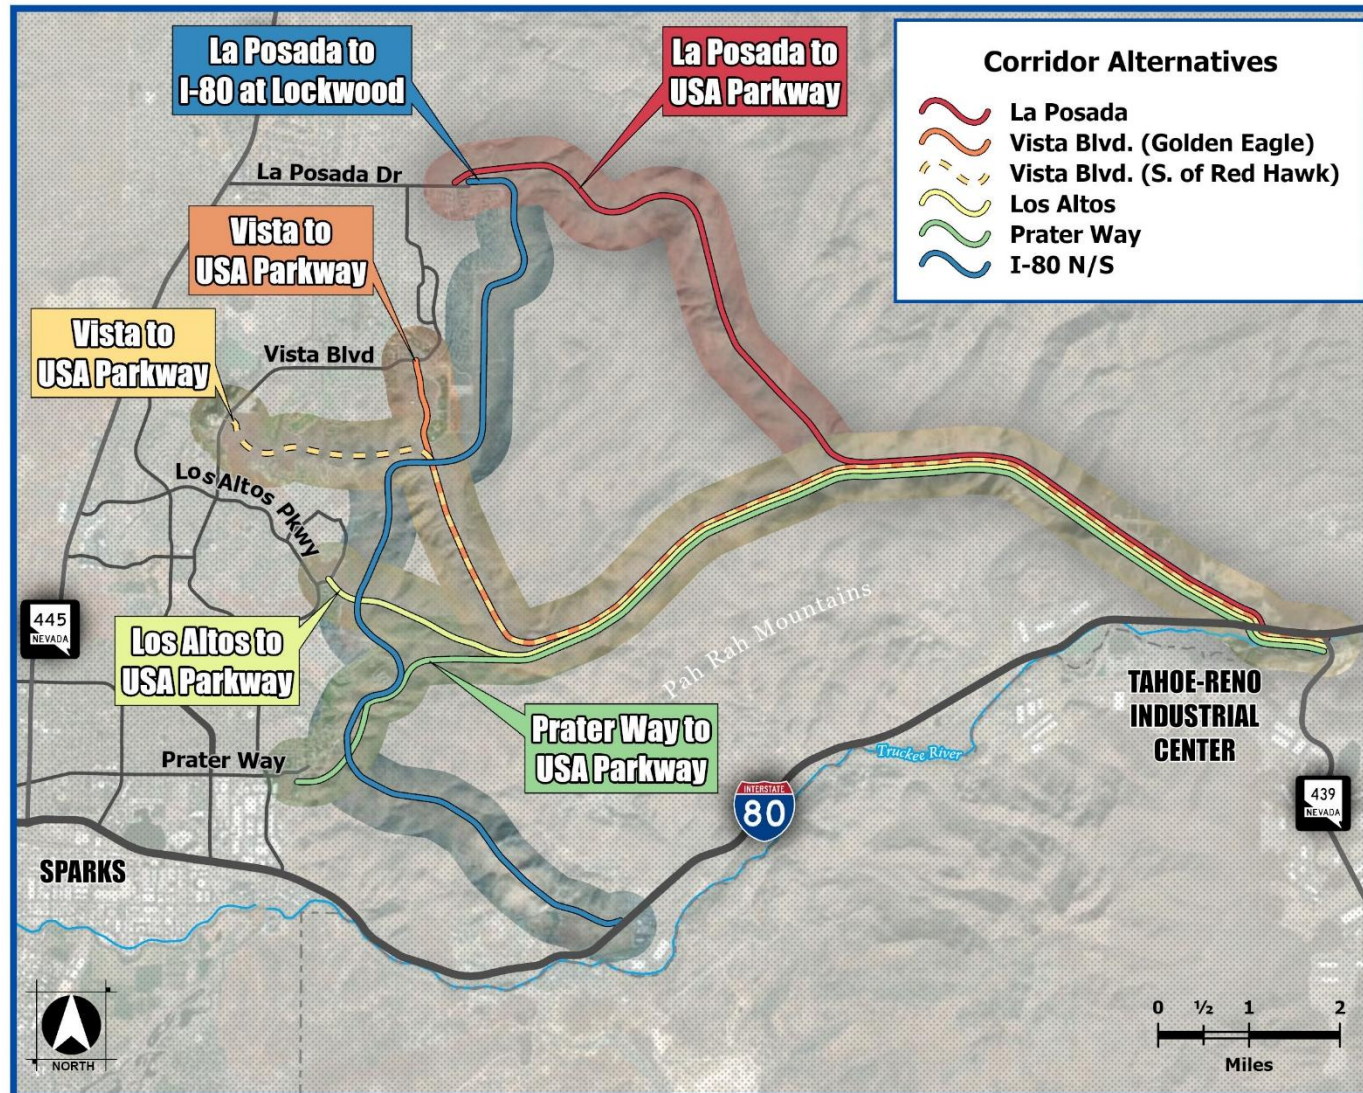 La Posada to
I-80 at Lockwood
La Posada to
USA Parkway
Corridor Alternatives
La Posada
Vista Blvd. (Golden Eagle)
Vista Blvd. (S. of Red Hawk)
Los Altos
Prater Way
I-80 N/S
La Posada Dr
Vista to
USA Parkway
Vista to
USA Parkway
Vista Blvd
Los Altos Pkwy
445
NEVADA
Los Altos to
USA Parkway
Pah Rah Mountains
Prater Way to
USA Parkway
Prater Way
TAHOE-RENO
INDUSTRIAL
CENTER
Truckee River
INTERSTATE
80
439
NEVADA
SPARKS
NORTH
0 ½ 1 2
Miles